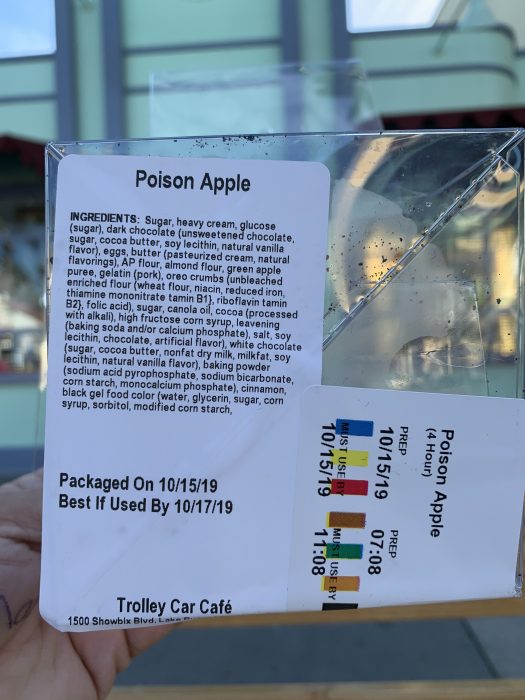 Poison Apple
INGREDIENTS: Sugar, heavy cream, glucose
(sugar), dark chocolate (unsweetened chocolate,
sugar, cocoa butter, soy lecithin, natural vanilla
flavor), eggs, butter (pasteurized cream, natural
flavorings), AP flour, almond flour, green apple
puree, gelatin (pork), oreo crumbs (unbleached
enriched flour (wheat flour, niacin, reduced iron,
thiamine mononitrate tamin B1}, riboflavin tamin
B2}, folic acid), sugar, canola oil, cocoa (processed
with alkali), high fructose corn syrup, leavening
(baking soda and/or calcium phosphate), salt, soy
lecithin, chocolate, artificial flavor), white chocolate
(sugar, cocoa butter, nonfat dry milk, milkfat, soy
lecithin, natural vanilla flavor), baking powder
(sodium acid pyrophosphate, sodium bicarbonate,
corn starch, monocalcium phosphate), cinnamon,
black gel food color (water, glycerin, sugar, corn
syrup, sorbitol, modified corn starch,
Packaged On 10/15/19
Best If Used By 10/17/19
Trolley Car Café
1500 Showbix Blvd, Lake
Poison Apple
(4 Hour)
PREP PREP
10/15/19 07:08
MUST USE BY MUST USE BY
10/15/19 11:08